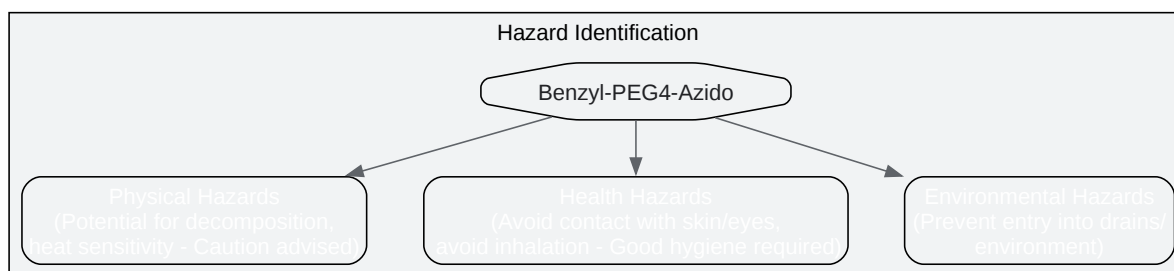 Hazard Identification
Benzyl-PEG4-Azido
Physical Hazards
(Potential for decomposition,
heat sensitivity - Caution advised)
Health Hazards
(Avoid contact with skin/eyes,
avoid inhalation - Good hygiene required)
Environmental Hazards
(Prevent entry into drains/
environment)